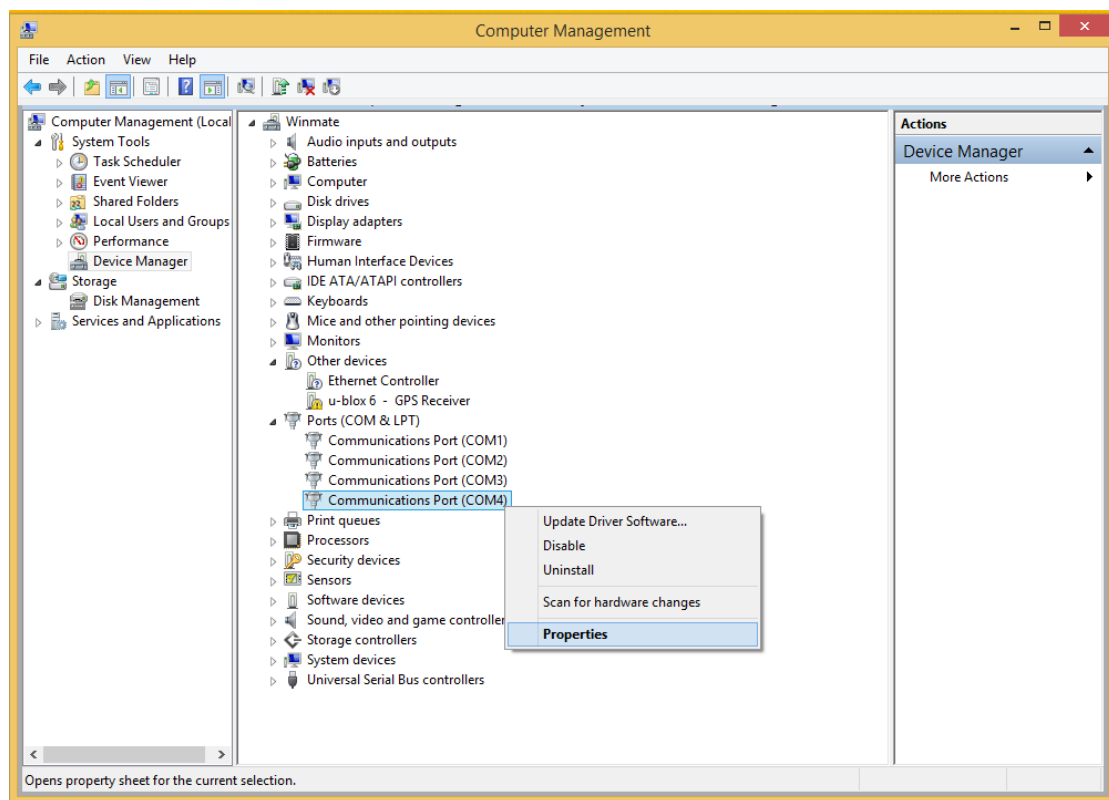 Computer Management
File Action View Help
Computer Management (Local
System Tools
Task Scheduler
Event Viewer
Shared Folders
Local Users and Groups
Performance
Device Manager
Storage
Disk Management
Services and Applications
Winmate
Audio inputs and outputs
Batteries
Computer
Disk drives
Display adapters
Firmware
Human Interface Devices
IDE ATA/ATAPI controllers
Keyboards
Mice and other pointing devices
Monitors
Other devices
Ethernet Controller
u-blox 6 - GPS Receiver
Ports (COM & LPT)
Communications Port (COM1)
Communications Port (COM2)
Communications Port (COM3)
Communications Port (COM4)
Print queues
Processors
Security devices
Sensors
Software devices
Sound, video and game controller
Storage controllers
System devices
Universal Serial Bus controllers
Update Driver Software...
Disable
Uninstall
Scan for hardware changes
Properties
Actions
Device Manager
More Actions
Opens property sheet for the current selection.